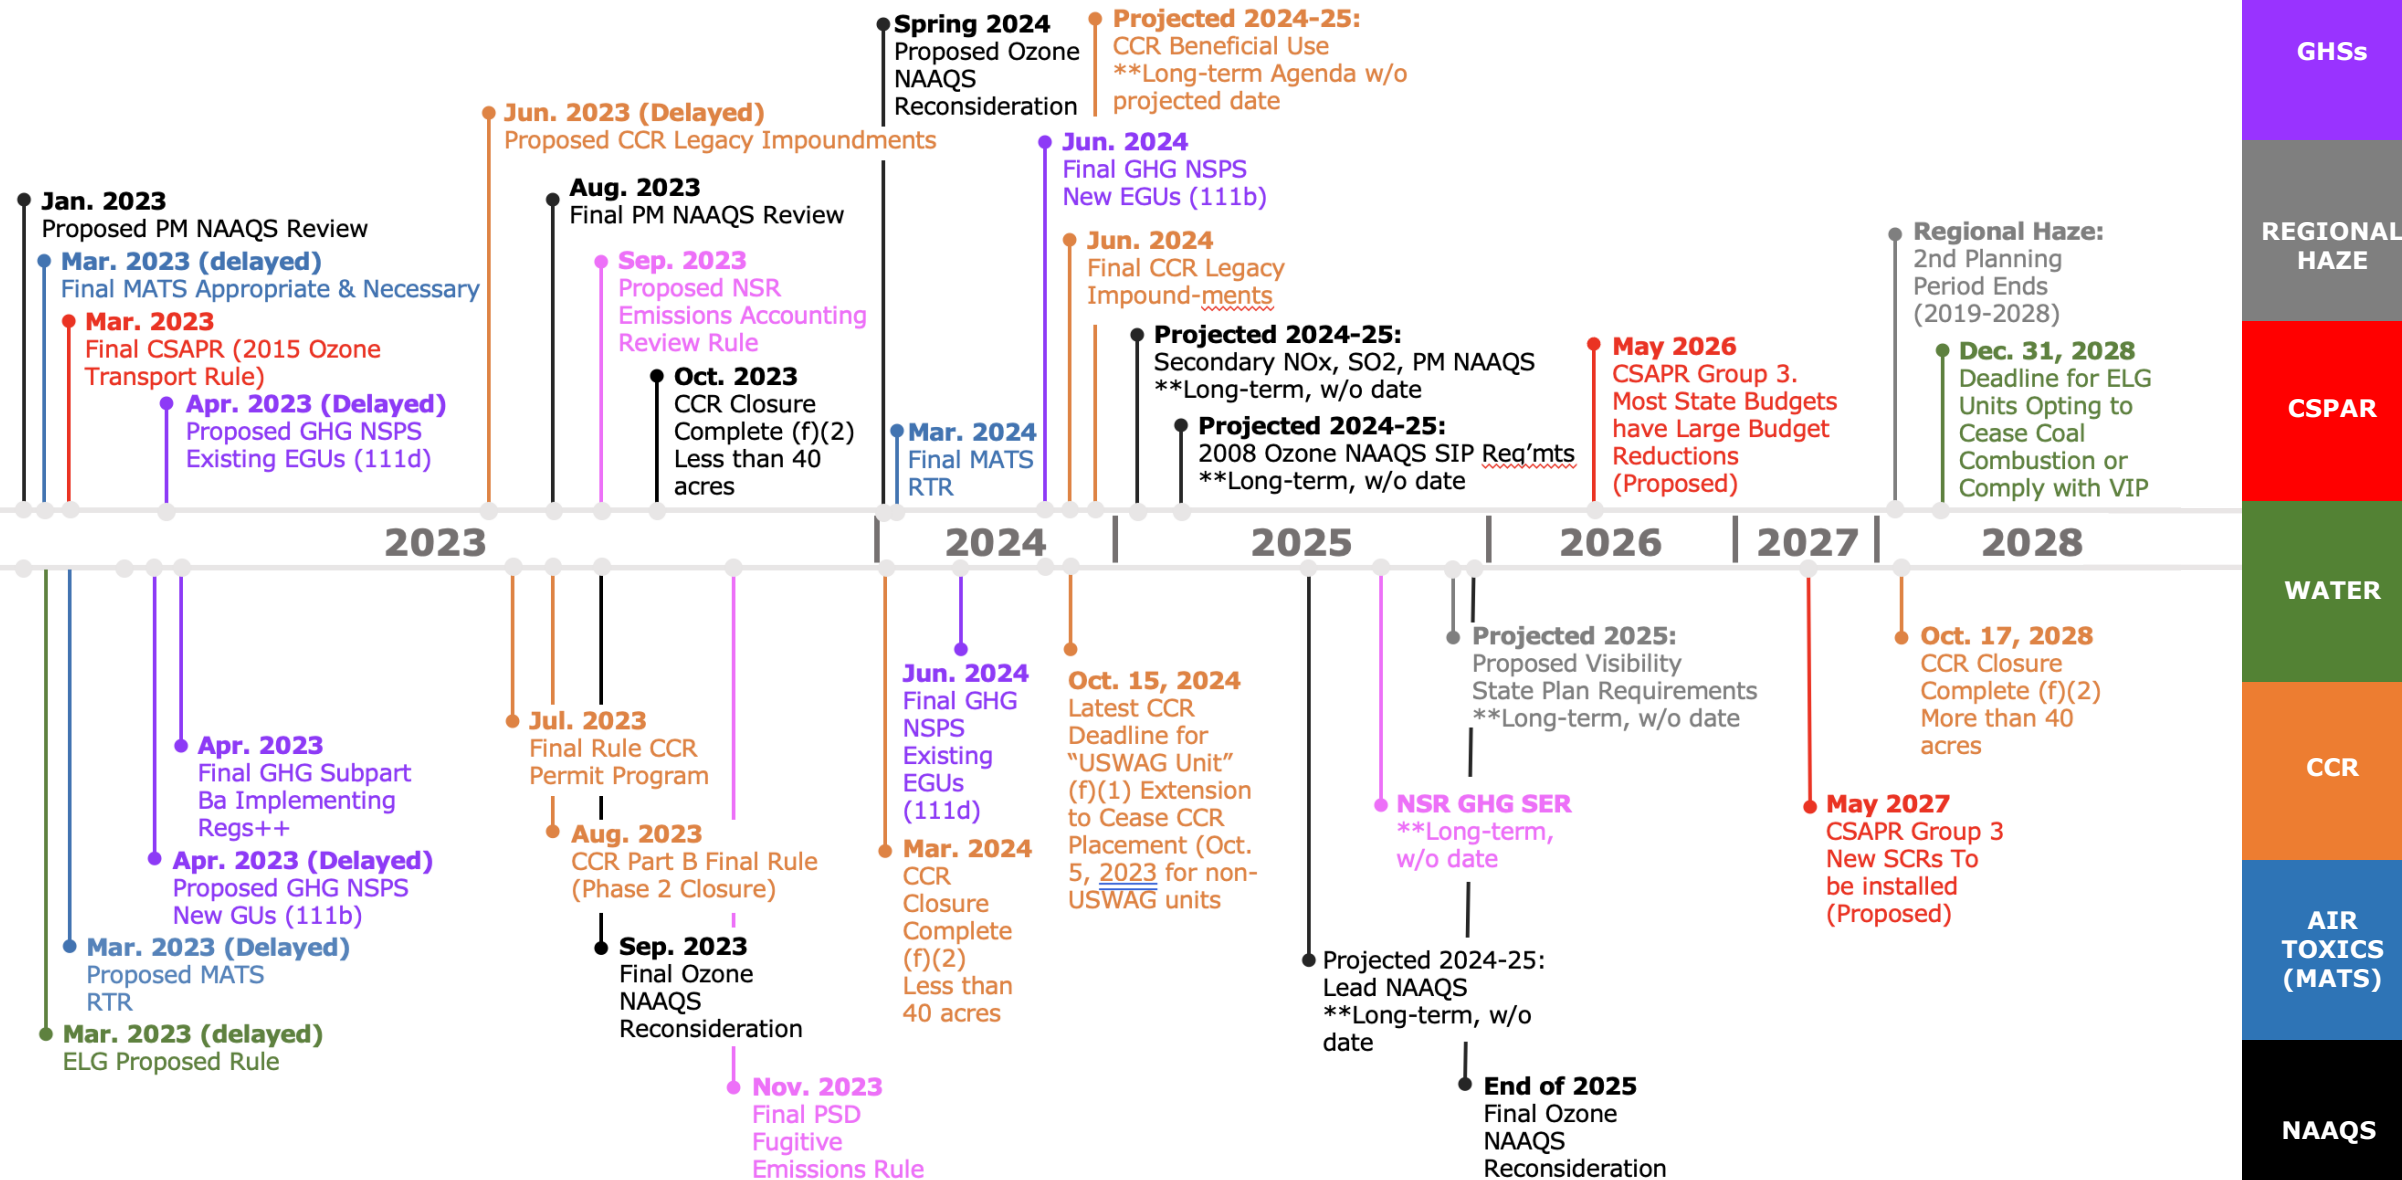 Spring 2024
Proposed Ozone
NAAQS
Reconsideration
Projected 2024-25:
CCR Beneficial Use
**Long-term Agenda w/o
projected date
Jun. 2023 (Delayed)
Proposed CCR Legacy Impoundments
Jun. 2024
Final GHG NSPS
New EGUs (111b)
Jan. 2023
Proposed PM NAAQS Review
Aug. 2023
Final PM NAAQS Review
Mar. 2023 (delayed)
Final MATS Appropriate & Necessary
Sep. 2023
Proposed NSR
Emissions Accounting
Review Rule
Jun. 2024
Final CCR Legacy
Impound-ments
Regional Haze:
2nd Planning
Period Ends
(2019-2028)
Mar. 2023
Final CSAPR (2015 Ozone
Transport Rule)
Projected 2024-25:
Secondary NOx, SO2, PM NAAQS
**Long-term, w/o date
May 2026
CSAPR Group 3.
Most State Budgets
have Large Budget
Reductions
(Proposed)
Dec. 31, 2028
Deadline for ELG
Units Opting to
Cease Coal
Combustion or
Comply with VIP
Apr. 2023 (Delayed)
Proposed GHG NSPS
Existing EGUs (111d)
Oct. 2023
CCR Closure
Complete (f)(2)
Less than 40
acres
Mar. 2024
Final MATS
RTR
Projected 2024-25:
2008 Ozone NAAQS SIP Req’mts
**Long-term, w/o date
2023
2024
2025
2026
2027
2028
Apr. 2023
Final GHG Subpart
Ba Implementing
Regs++
Apr. 2023 (Delayed)
Proposed GHG NSPS
New GUs (111b)
Mar. 2023 (Delayed)
Proposed MATS
RTR
Mar. 2023 (delayed)
ELG Proposed Rule
Jul. 2023
Final Rule CCR
Permit Program
Aug. 2023
CCR Part B Final Rule
(Phase 2 Closure)
Sep. 2023
Final Ozone
NAAQS
Reconsideration
Nov. 2023
Final PSD
Fugitive
Emissions Rule
Jun. 2024
Final GHG
NSPS
Existing
EGUs
(111d)
Mar. 2024
CCR
Closure
Complete
(f)(2)
Less than
40 acres
Oct. 15, 2024
Latest CCR
Deadline for
“USWAG Unit”
(f)(1) Extension
to Cease CCR
Placement (Oct.
5, 2023 for non-
USWAG units
Projected 2025:
Proposed Visibility
State Plan Requirements
**Long-term, w/o date
NSR GHG SER
**Long-term,
w/o date
Projected 2024-25:
Lead NAAQS
**Long-term, w/o
date
End of 2025
Final Ozone
NAAQS
Reconsideration
May 2027
CSAPR Group 3
New SCRs To
be installed
(Proposed)
Oct. 17, 2028
CCR Closure
Complete (f)(2)
More than 40
acres
GHSs
REGIONAL
HAZE
CSPAR
WATER
CCR
AIR
TOXICS
(MATS)
NAAQS